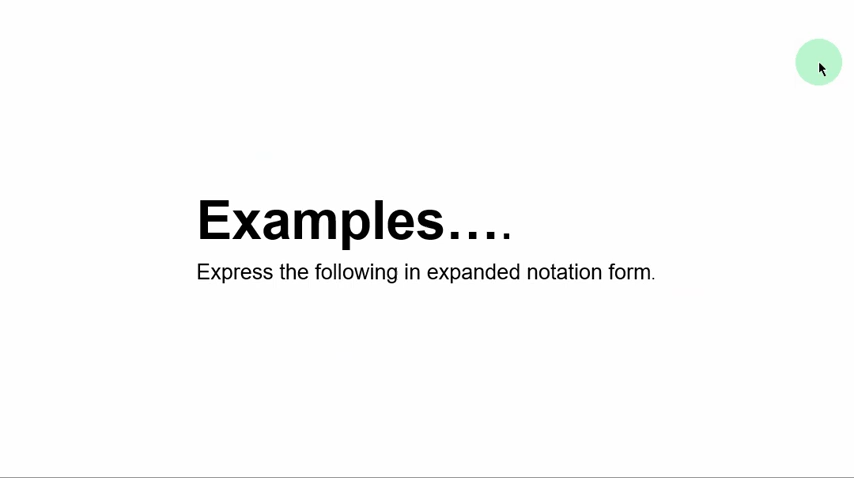 Examples.....
Express the following in expanded notation form.